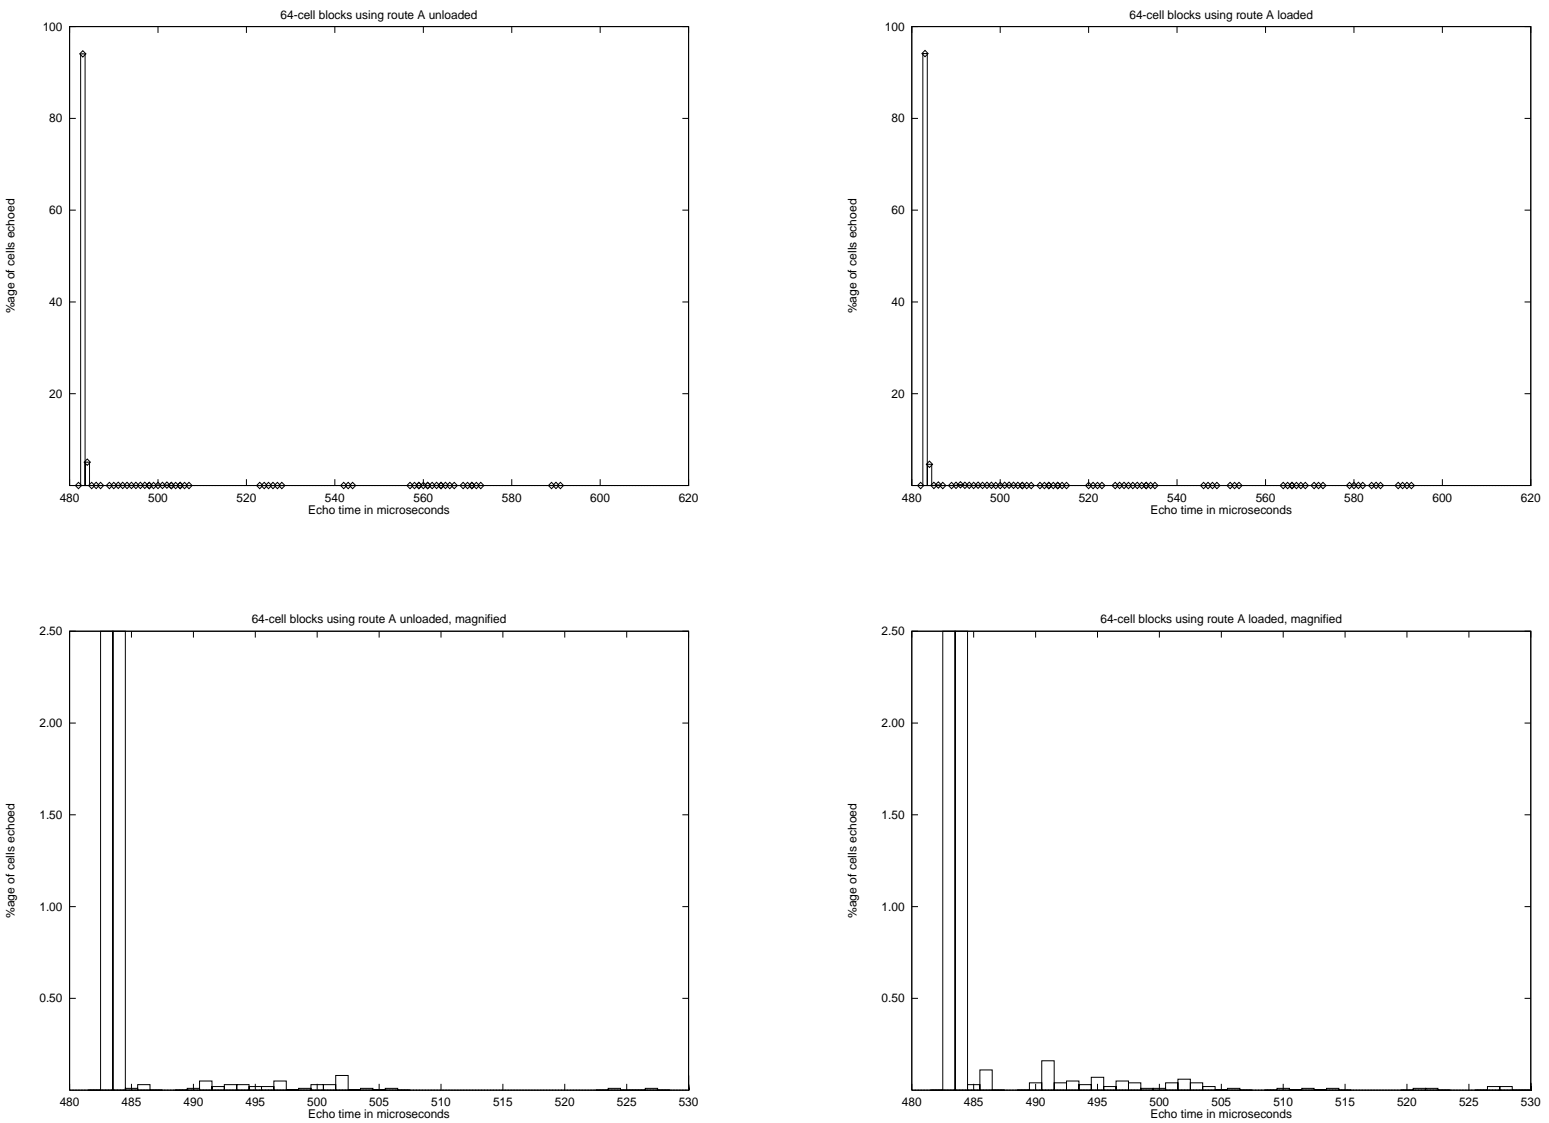 64-cell blocks using route A unloaded
100
80
60
40
20
%age of cells echoed
480 500 520 540 560 580 600 620
Echo time in microseconds
64-cell blocks using route A loaded
100
80
60
40
20
%age of cells echoed
480 500 520 540 560 580 600 620
Echo time in microseconds
64-cell blocks using route A unloaded, magnified
2.50
2.00
1.50
1.00
0.50
%age of cells echoed
480 485 490 495 500 505 510 515 520 525 530
Echo time in microseconds
64-cell blocks using route A loaded, magnified
2.50
2.00
1.50
1.00
0.50
%age of cells echoed
480 485 490 495 500 505 510 515 520 525 530
Echo time in microseconds